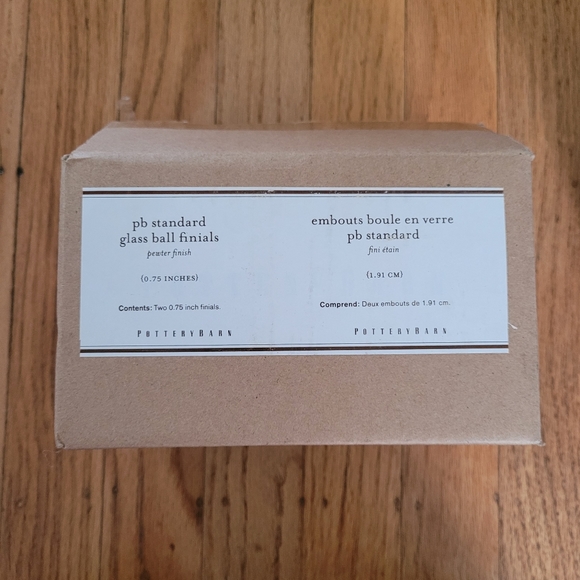 pb standard
glass ball finials
pewter finish
(0.75 INCHES)
Contents: Two 0.75 inch finials.
POTTERYBARN
embouts boule en verre
pb standard
fini étain
(1.91 CM)
Comprend: Deux embouts de 1.91 cm.
POTTERYBARN